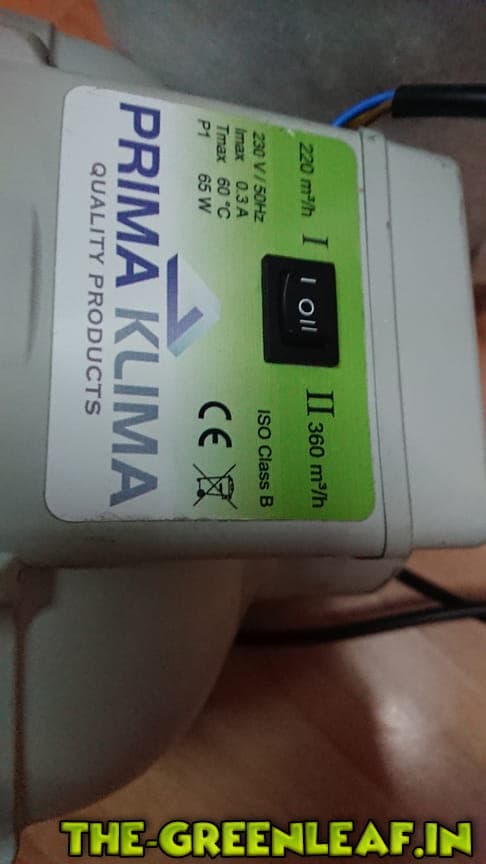 220 m³/h I
II 360 m³/h
I O II
230 V / 50Hz
Imax 0.3 A
Tmax 60 °C
P1 65 W
ISO Class B
CE
PRIMA KLIMA
QUALITY PRODUCTS
THE-GREENLEAF.IN